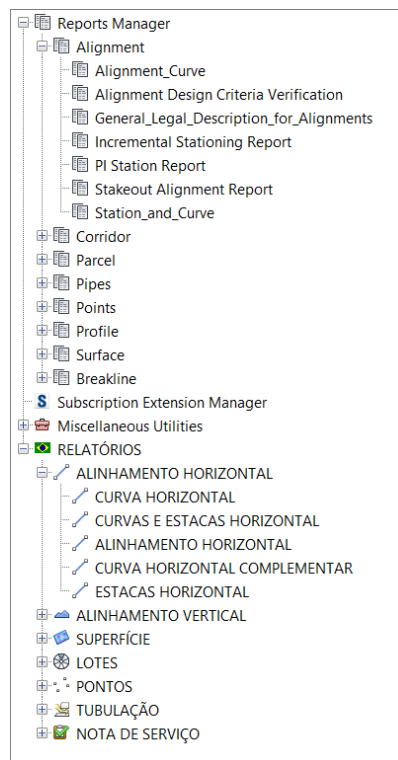 Reports Manager
Alignment
Alignment_Curve
Alignment Design Criteria Verification
General_Legal_Description_for_Alignments
Incremental Stationing Report
PI Station Report
Stakeout Alignment Report
Station_and_Curve
Corridor
Parcel
Pipes
Points
Profile
Surface
Breakline
S Subscription Extension Manager
Miscellaneous Utilities
RELATÓRIOS
ALINHAMENTO HORIZONTAL
CURVA HORIZONTAL
CURVAS E ESTACAS HORIZONTAL
ALINHAMENTO HORIZONTAL
CURVA HORIZONTAL COMPLEMENTAR
ESTACAS HORIZONTAL
ALINHAMENTO VERTICAL
SUPERFÍCIE
LOTES
PONTOS
TUBULAÇÃO
NOTA DE SERVIÇO